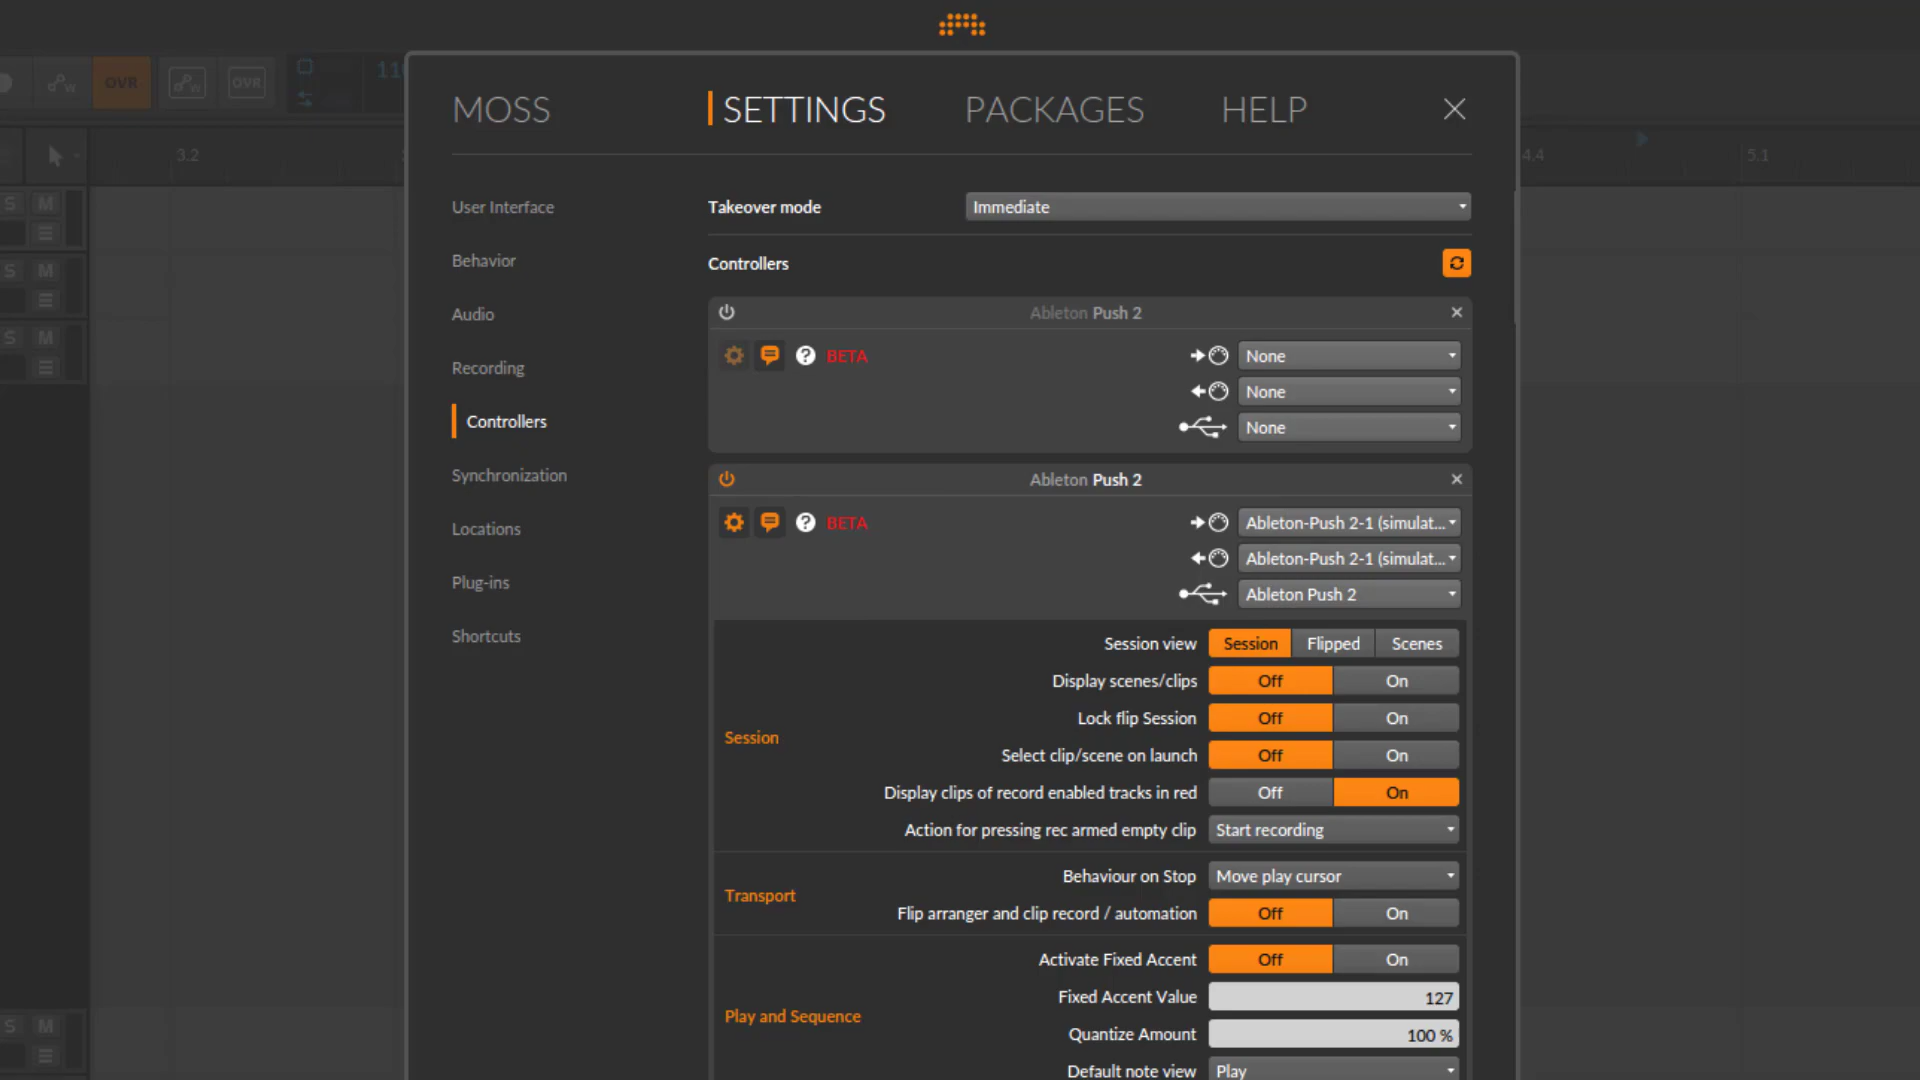 MOSS
SETTINGS
PACKAGES
HELP
OVR
OVR
3.2
4.4
5.1
S M
S M
S M
S M
User Interface
Behavior
Audio
Recording
Controllers
Synchronization
Locations
Plug-ins
Shortcuts
Takeover mode Immediate
Controllers
Ableton Push 2
BETA
None
None
None
Ableton Push 2
BETA
Ableton-Push 2-1 (simulat...
Ableton-Push 2-1 (simulat...
Ableton Push 2
Session
Session view Session Flipped Scenes
Display scenes/clips Off On
Lock flip Session Off On
Select clip/scene on launch Off On
Display clips of record enabled tracks in red Off On
Action for pressing rec armed empty clip Start recording
Transport
Behaviour on Stop Move play cursor
Flip arranger and clip record / automation Off On
Play and Sequence
Activate Fixed Accent Off On
Fixed Accent Value 127
Quantize Amount 100 %
Default note view Play